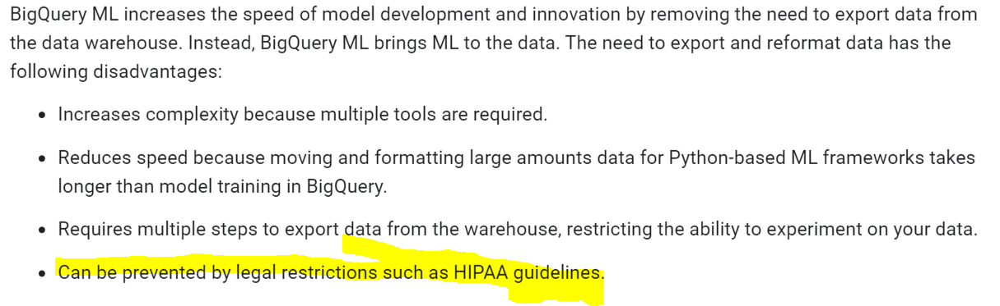 BigQuery ML increases the speed of model development and innovation by removing the need to export data from
the data warehouse. Instead, BigQuery ML brings ML to the data. The need to export and reformat data has the
following disadvantages:
• Increases complexity because multiple tools are required.
• Reduces speed because moving and formatting large amounts data for Python-based ML frameworks takes
longer than model training in BigQuery.
• Requires multiple steps to export data from the warehouse, restricting the ability to experiment on your data.
• Can be prevented by legal restrictions such as HIPAA guidelines.